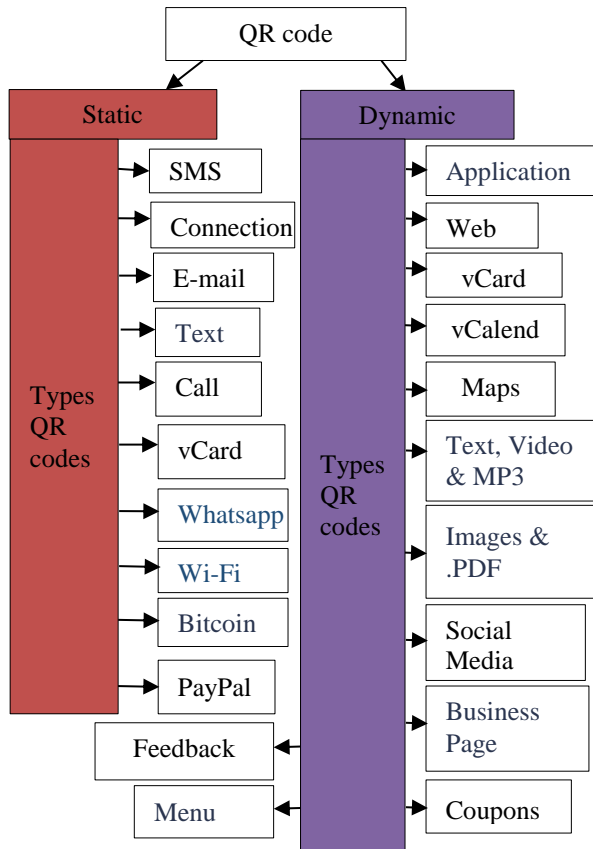 QR code
Static
Types
QR
codes
SMS
Connection
E-mail
Text
Call
vCard
Whatsapp
Wi-Fi
Bitcoin
PayPal
Dynamic
Types
QR
codes
Application
Web
vCard
vCalend
Maps
Text, Video
& MP3
Images &
.PDF
Social
Media
Business
Page
Coupons
Feedback
Menu